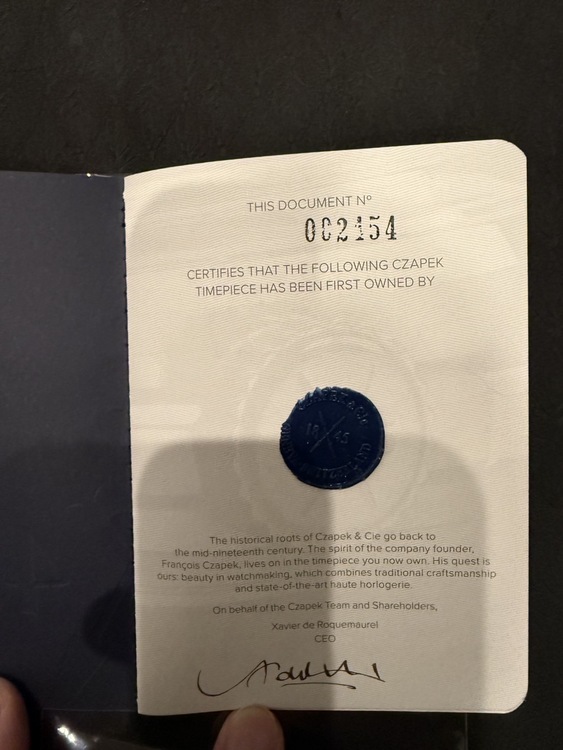 THIS DOCUMENT Nº
002154
CERTIFIES THAT THE FOLLOWING CZAPEK
TIMEPIECE HAS BEEN FIRST OWNED BY
18 45
The historical roots of Czapek & Cie go back to
the mid-nineteenth century. The spirit of the company founder,
François Czapek, lives on in the timepiece you now own. His quest is
ours: beauty in watchmaking, which combines traditional craftsmanship
and state-of-the-art haute horlogerie.
On behalf of the Czapek Team and Shareholders,
Xavier de Roquemaurel
CEO